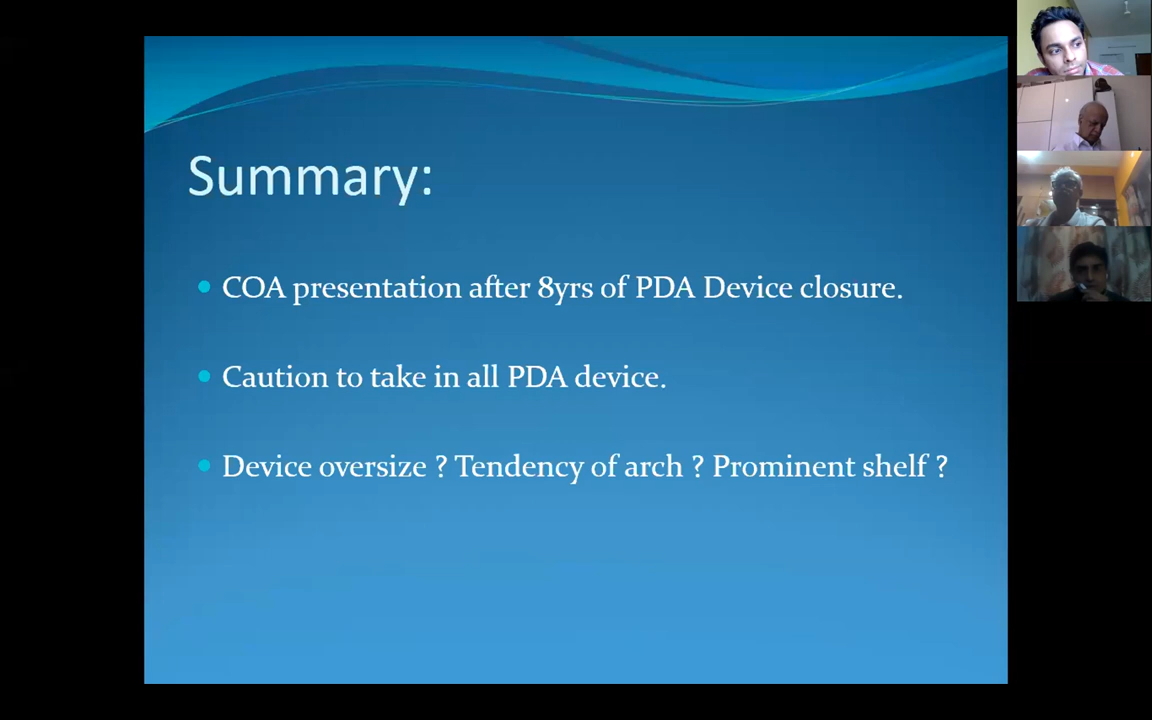 Summary:
COA presentation after 8yrs of PDA Device closure.
Caution to take in all PDA device.
Device oversize ? Tendency of arch ? Prominent shelf ?